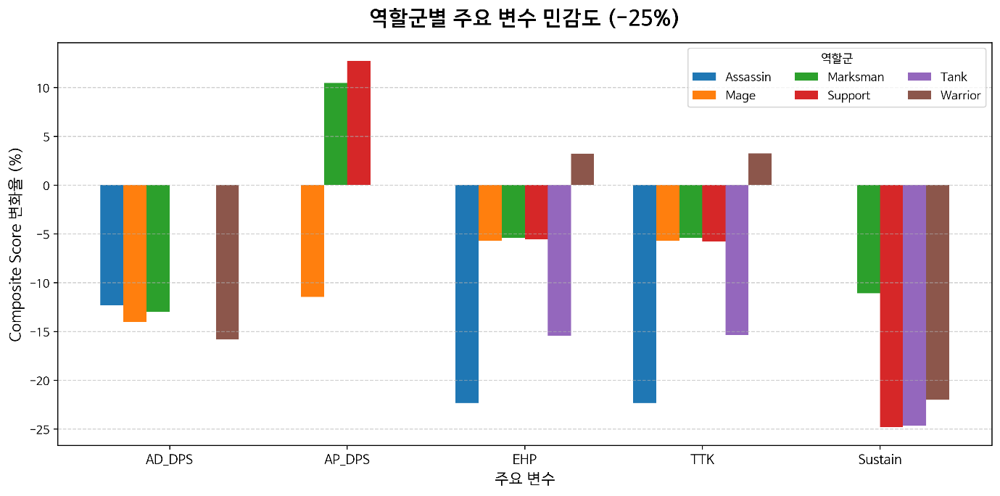 역할군별 주요 변수 민감도 (−25%)
역할군
Assassin Marksman Tank
Mage Support Warrior
Composite Score 변화율 (%)
10
5
0
−5
−10
−15
−20
−25
AD_DPS AP_DPS EHP TTK Sustain
주요 변수